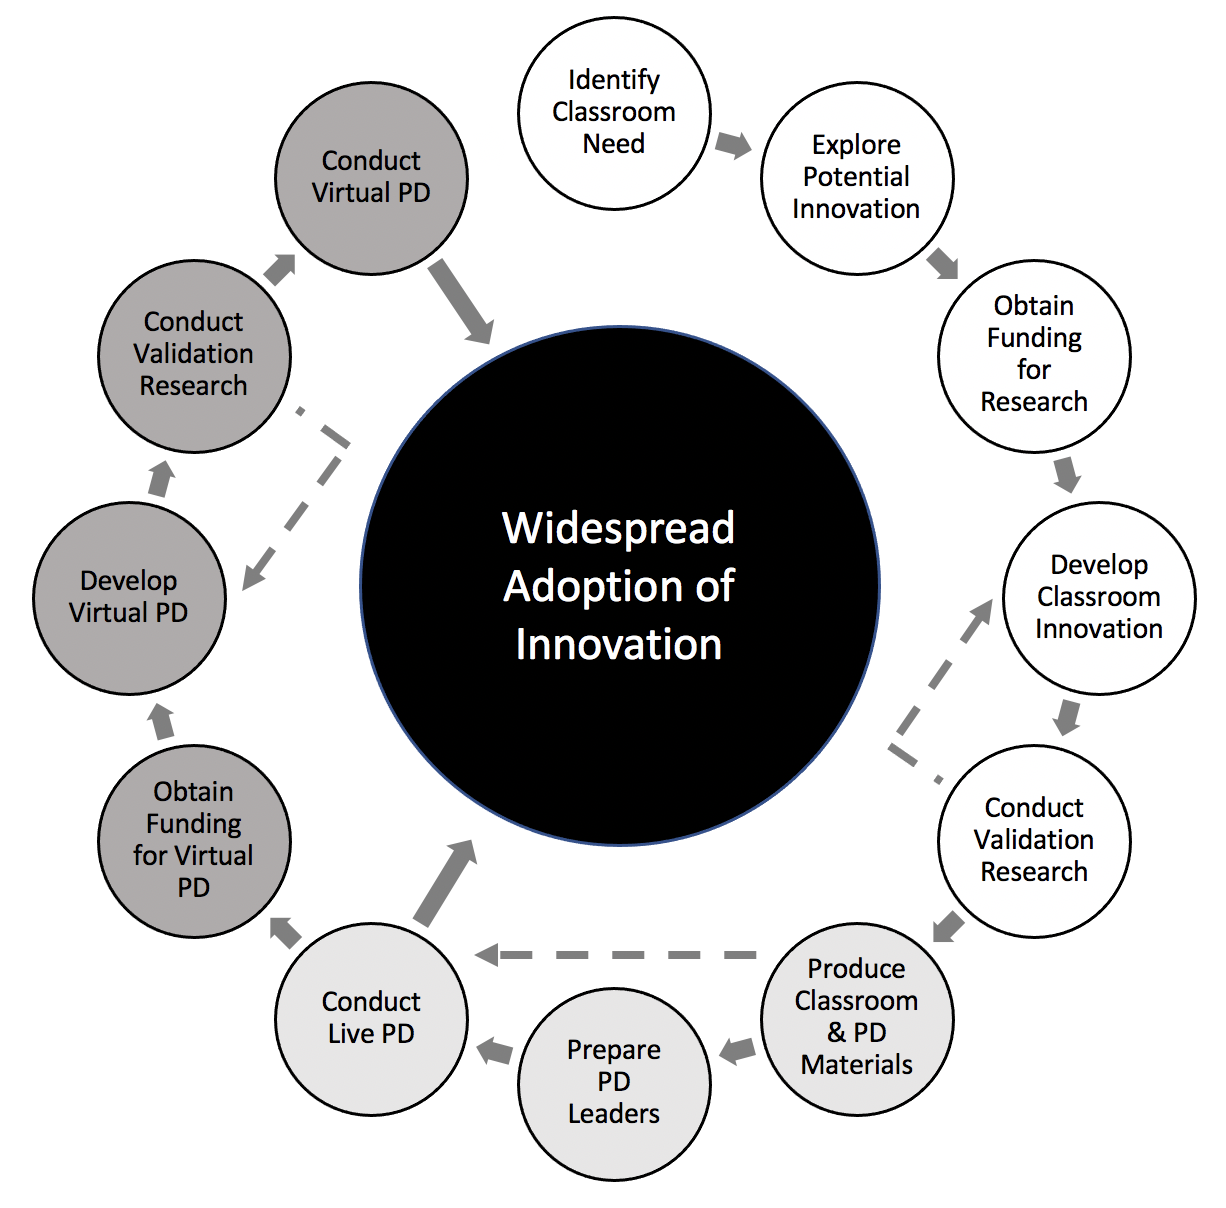 Identify
Classroom
Need
Explore
Potential
Innovation
Obtain
Funding
for
Research
Develop
Classroom
Innovation
Conduct
Validation
Research
Produce
Classroom
& PD
Materials
Prepare
PD
Leaders
Conduct
Live PD
Obtain
Funding
for Virtual
PD
Develop
Virtual PD
Conduct
Validation
Research
Conduct
Virtual PD
Widespread
Adoption of
Innovation